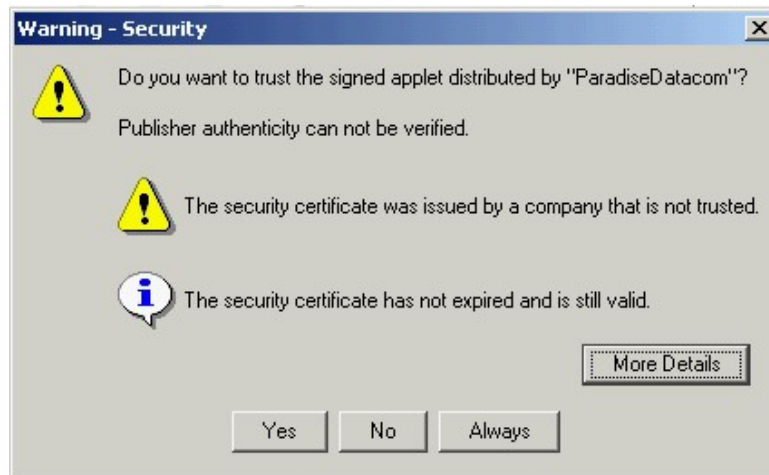 Warning - Security
Do you want to trust the signed applet distributed by "ParadiseDatacom"?
Publisher authenticity can not be verified.
The security certificate was issued by a company that is not trusted.
The security certificate has not expired and is still valid.
More Details
Yes No Always